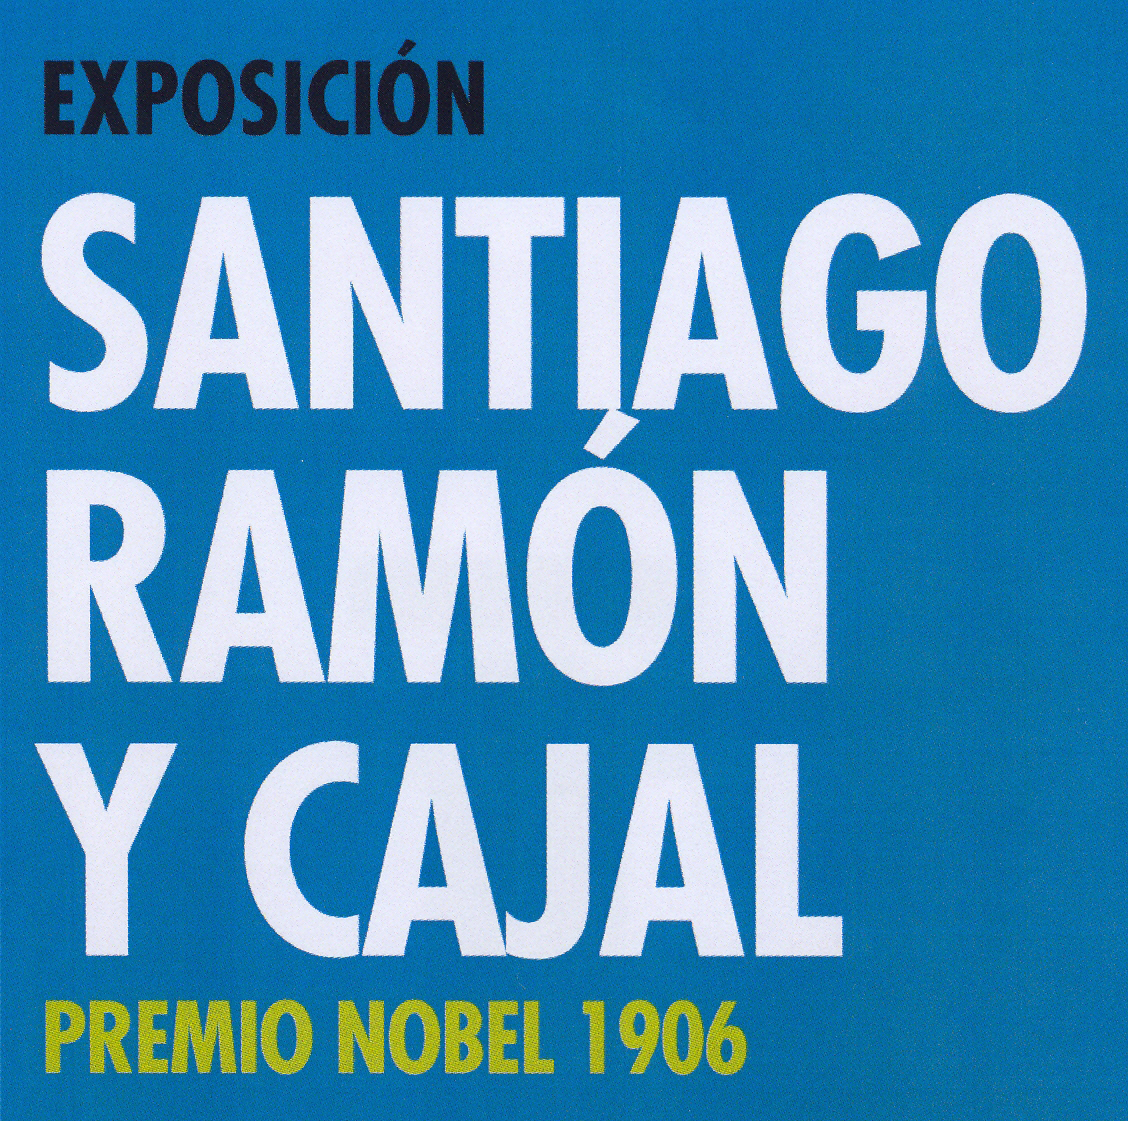 EXPOSICIÓN
SANTIAGO
RAMÓN
Y CAJAL
PREMIO NOBEL 1906